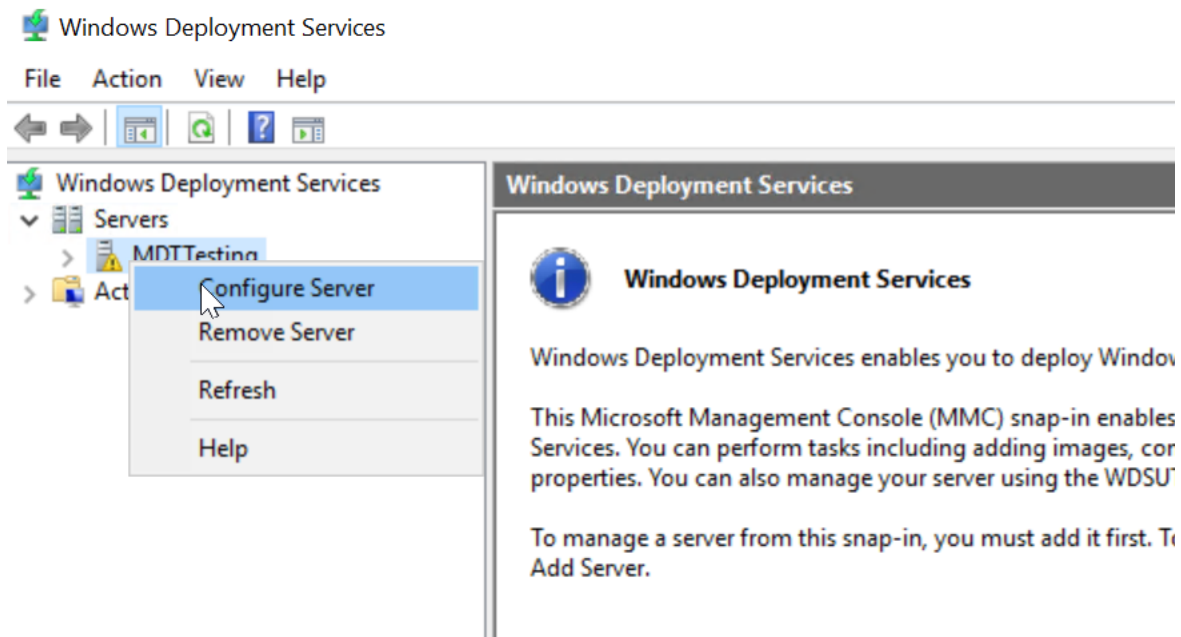 Windows Deployment Services
File Action View Help
Windows Deployment Services
Servers
MDTTesting
Act
Configure Server
Remove Server
Refresh
Help
Windows Deployment Services
Windows Deployment Services
Windows Deployment Services enables you to deploy Window
This Microsoft Management Console (MMC) snap-in enables
Services. You can perform tasks including adding images, con
properties. You can also manage your server using the WDSUT
To manage a server from this snap-in, you must add it first. To
Add Server.